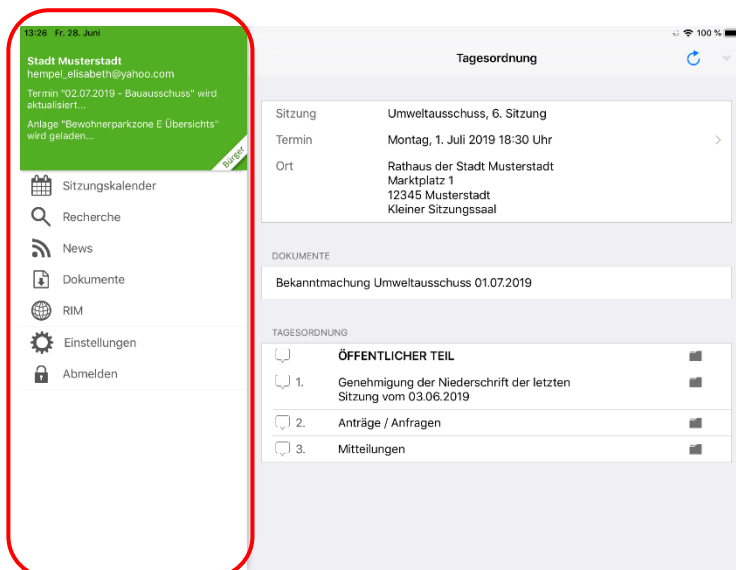 13:26 Fr. 28. Juni
100 %
Stadt Musterstadt
hempel_elisabeth@yahoo.com
Termin "02.07.2019 - Bauausschuss" wird
aktualisiert...
Anlage "Bewohnerparkzone E Übersichts"
wird geladen...
Bürger
Sitzungskalender
Recherche
News
Dokumente
RIM
Einstellungen
Abmelden
Tagesordnung
Sitzung Umweltausschuss, 6. Sitzung
Termin Montag, 1. Juli 2019 18:30 Uhr
Ort Rathaus der Stadt Musterstadt
Marktplatz 1
12345 Musterstadt
Kleiner Sitzungssaal
DOKUMENTE
Bekanntmachung Umweltausschuss 01.07.2019
TAGESORDNUNG
ÖFFENTLICHER TEIL
1. Genehmigung der Niederschrift der letzten
Sitzung vom 03.06.2019
2. Anträge / Anfragen
3. Mitteilungen